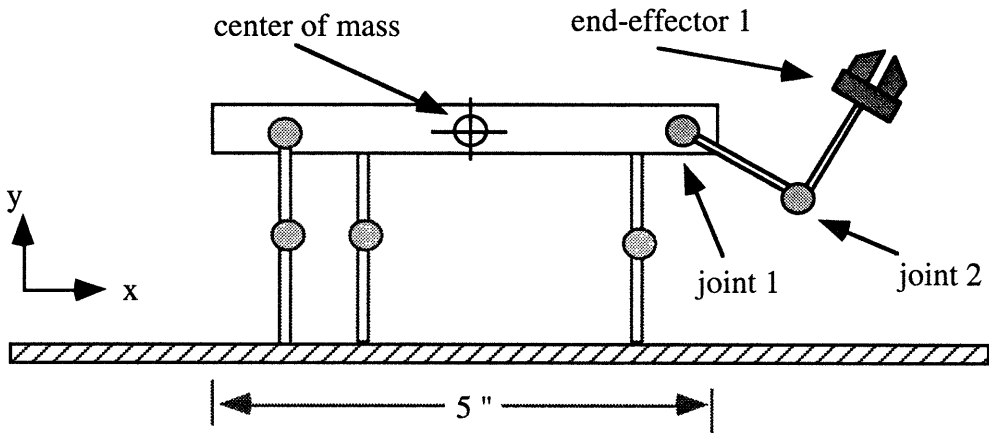 center of mass
end-effector 1
y
x
joint 1
joint 2
5 "